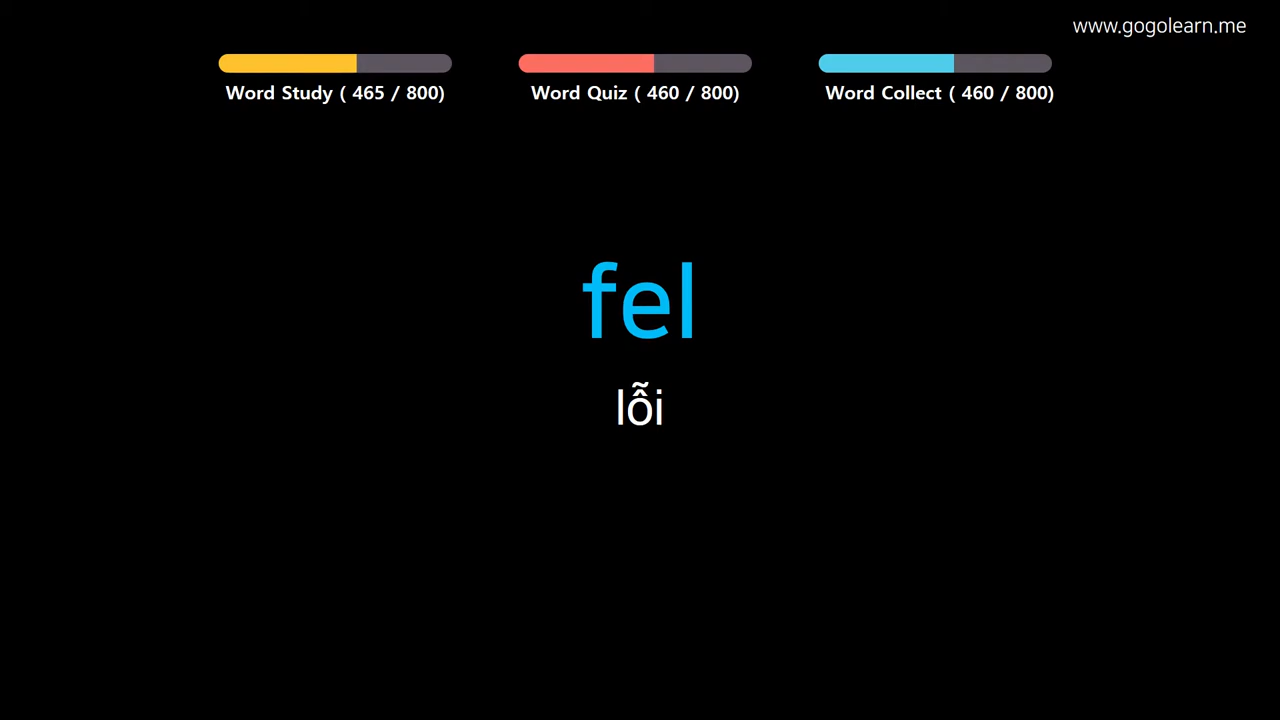 www.gogolearn.me
Word Study ( 465 / 800)
Word Quiz ( 460 / 800)
Word Collect ( 460 / 800)
fel
lỗi